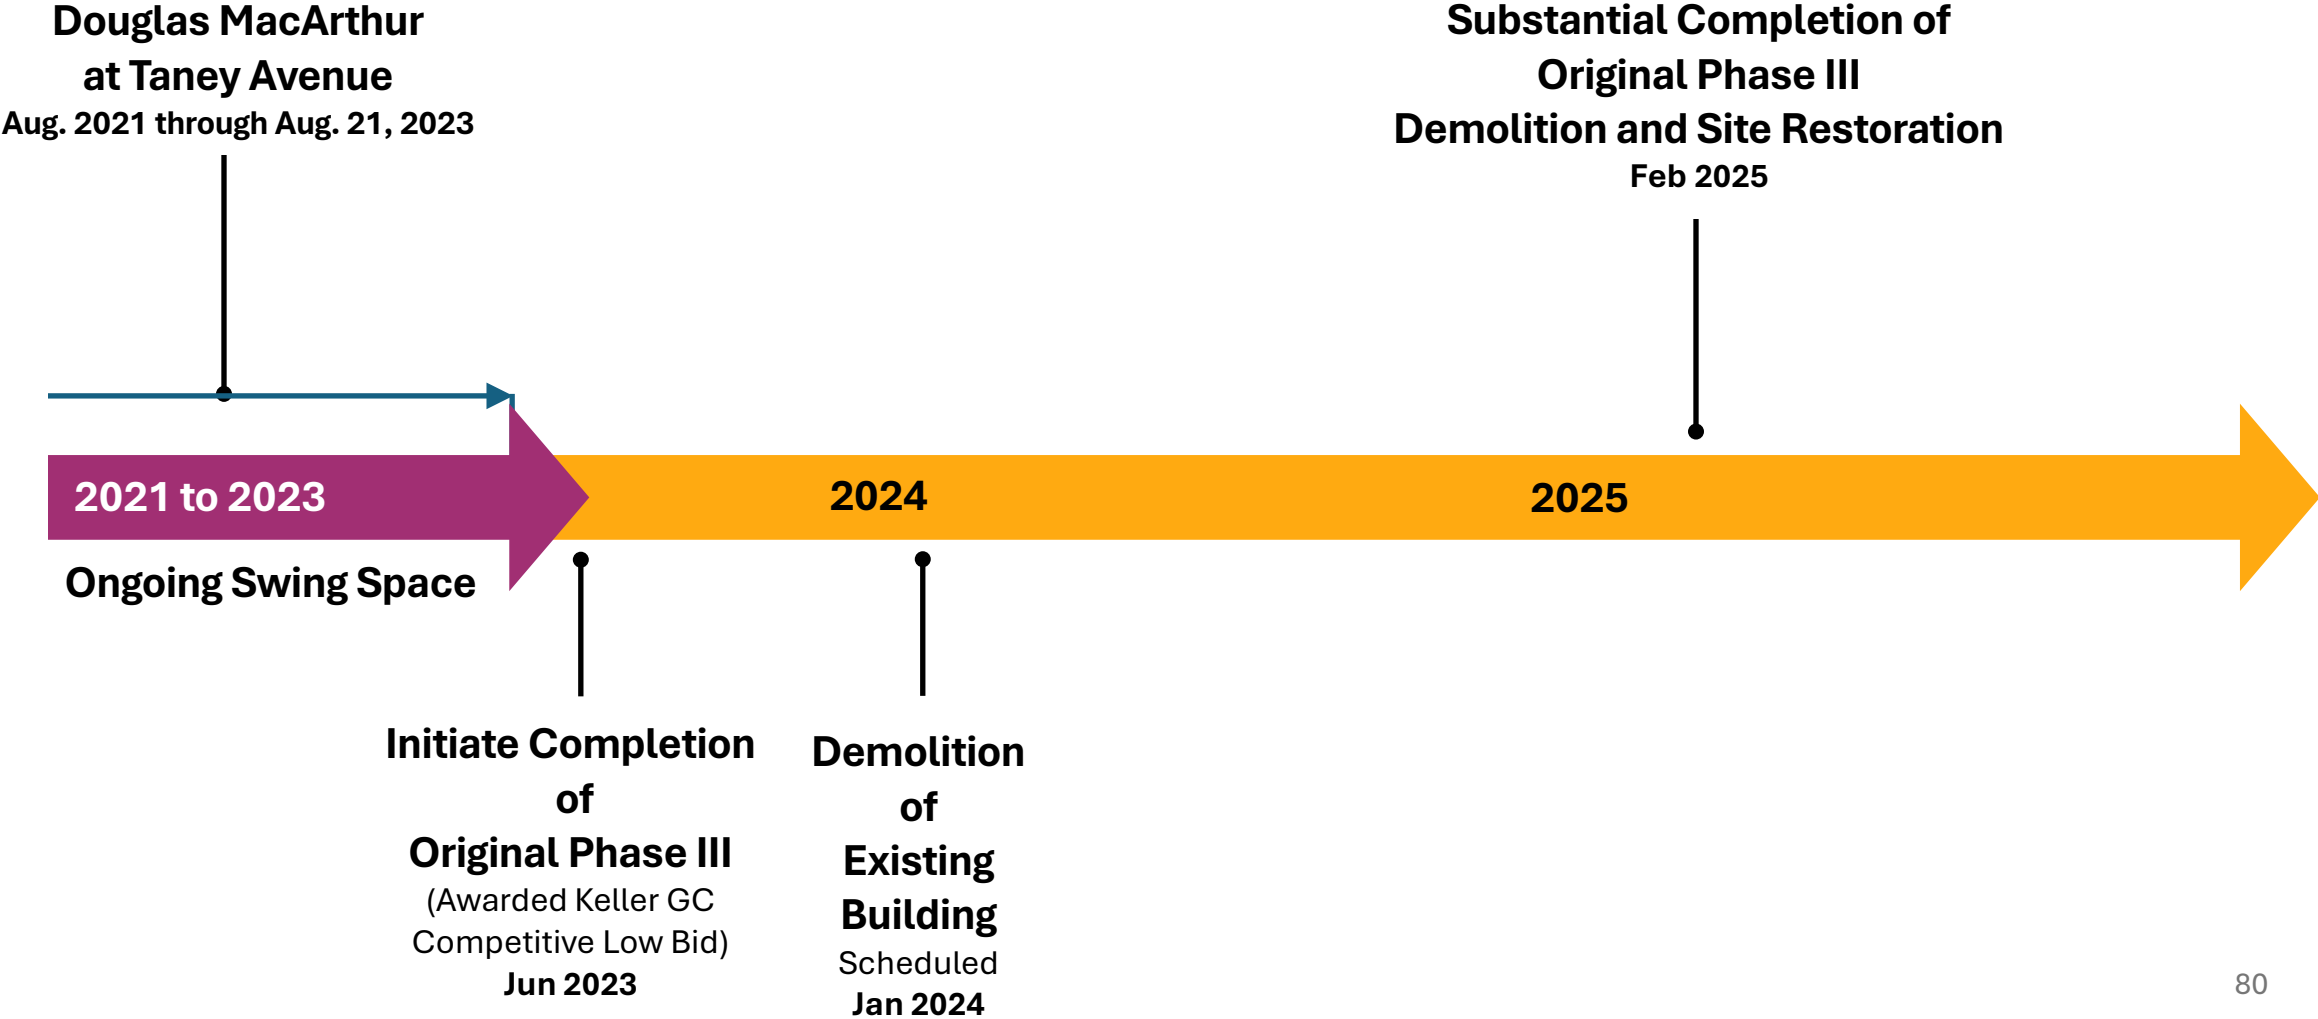 Douglas MacArthur
at Taney Avenue
Aug. 2021 through Aug. 21, 2023
Substantial Completion of
Original Phase III
Demolition and Site Restoration
Feb 2025
2021 to 2023
2024
2025
Ongoing Swing Space
Initiate Completion
of
Original Phase III
(Awarded Keller GC
Competitive Low Bid)
Jun 2023
Demolition
of
Existing
Building
Scheduled
Jan 2024
80